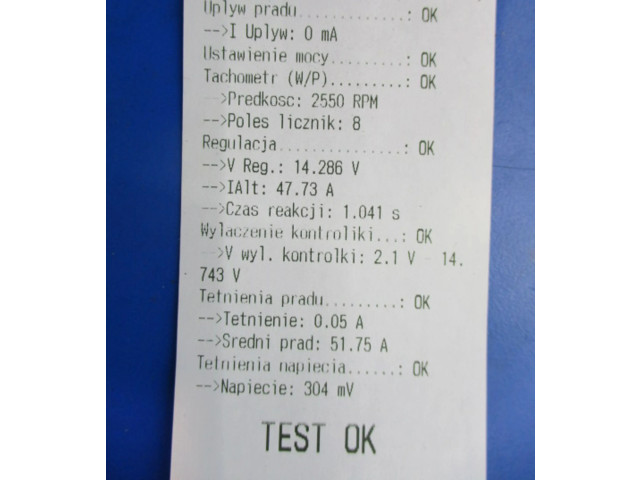 Uplyw pradu...........: OK
-->I Uplyw: 0 mA
Ustawienie mocy.........: OK
Tachometr (W/P).........: OK
-->Predkosc: 2550 RPM
-->Poles licznik: 8
Regulacja...............: OK
-->V Reg.: 14.286 V
-->IAlt: 47.73 A
-->Czas reakcji: 1.041 s
Wylaczenie kontroliki...: OK
-->V wyl. kontrolki: 2.1 V - 14.
743 V
Tetnienia pradu.........: OK
-->Tetnienie: 0.05 A
-->Sredni prad: 51.75 A
Tetnienia napiecia......: OK
-->Napiecie: 304 mV
TEST OK